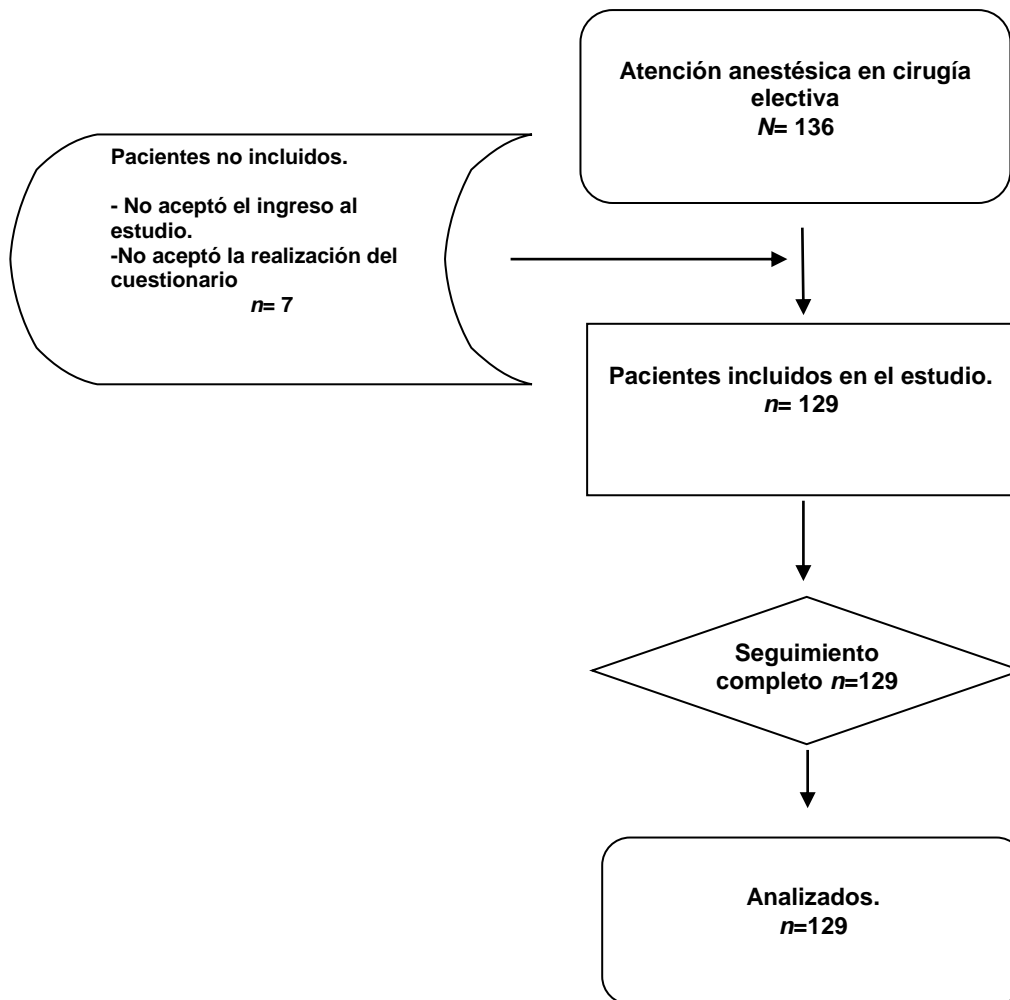 Atención anestésica en cirugía
electiva
N= 136
Pacientes no incluidos.
- No aceptó el ingreso al
estudio.
-No aceptó la realización del
cuestionario
n= 7
Pacientes incluidos en el estudio.
n= 129
Seguimiento
completo n=129
Analizados.
n=129